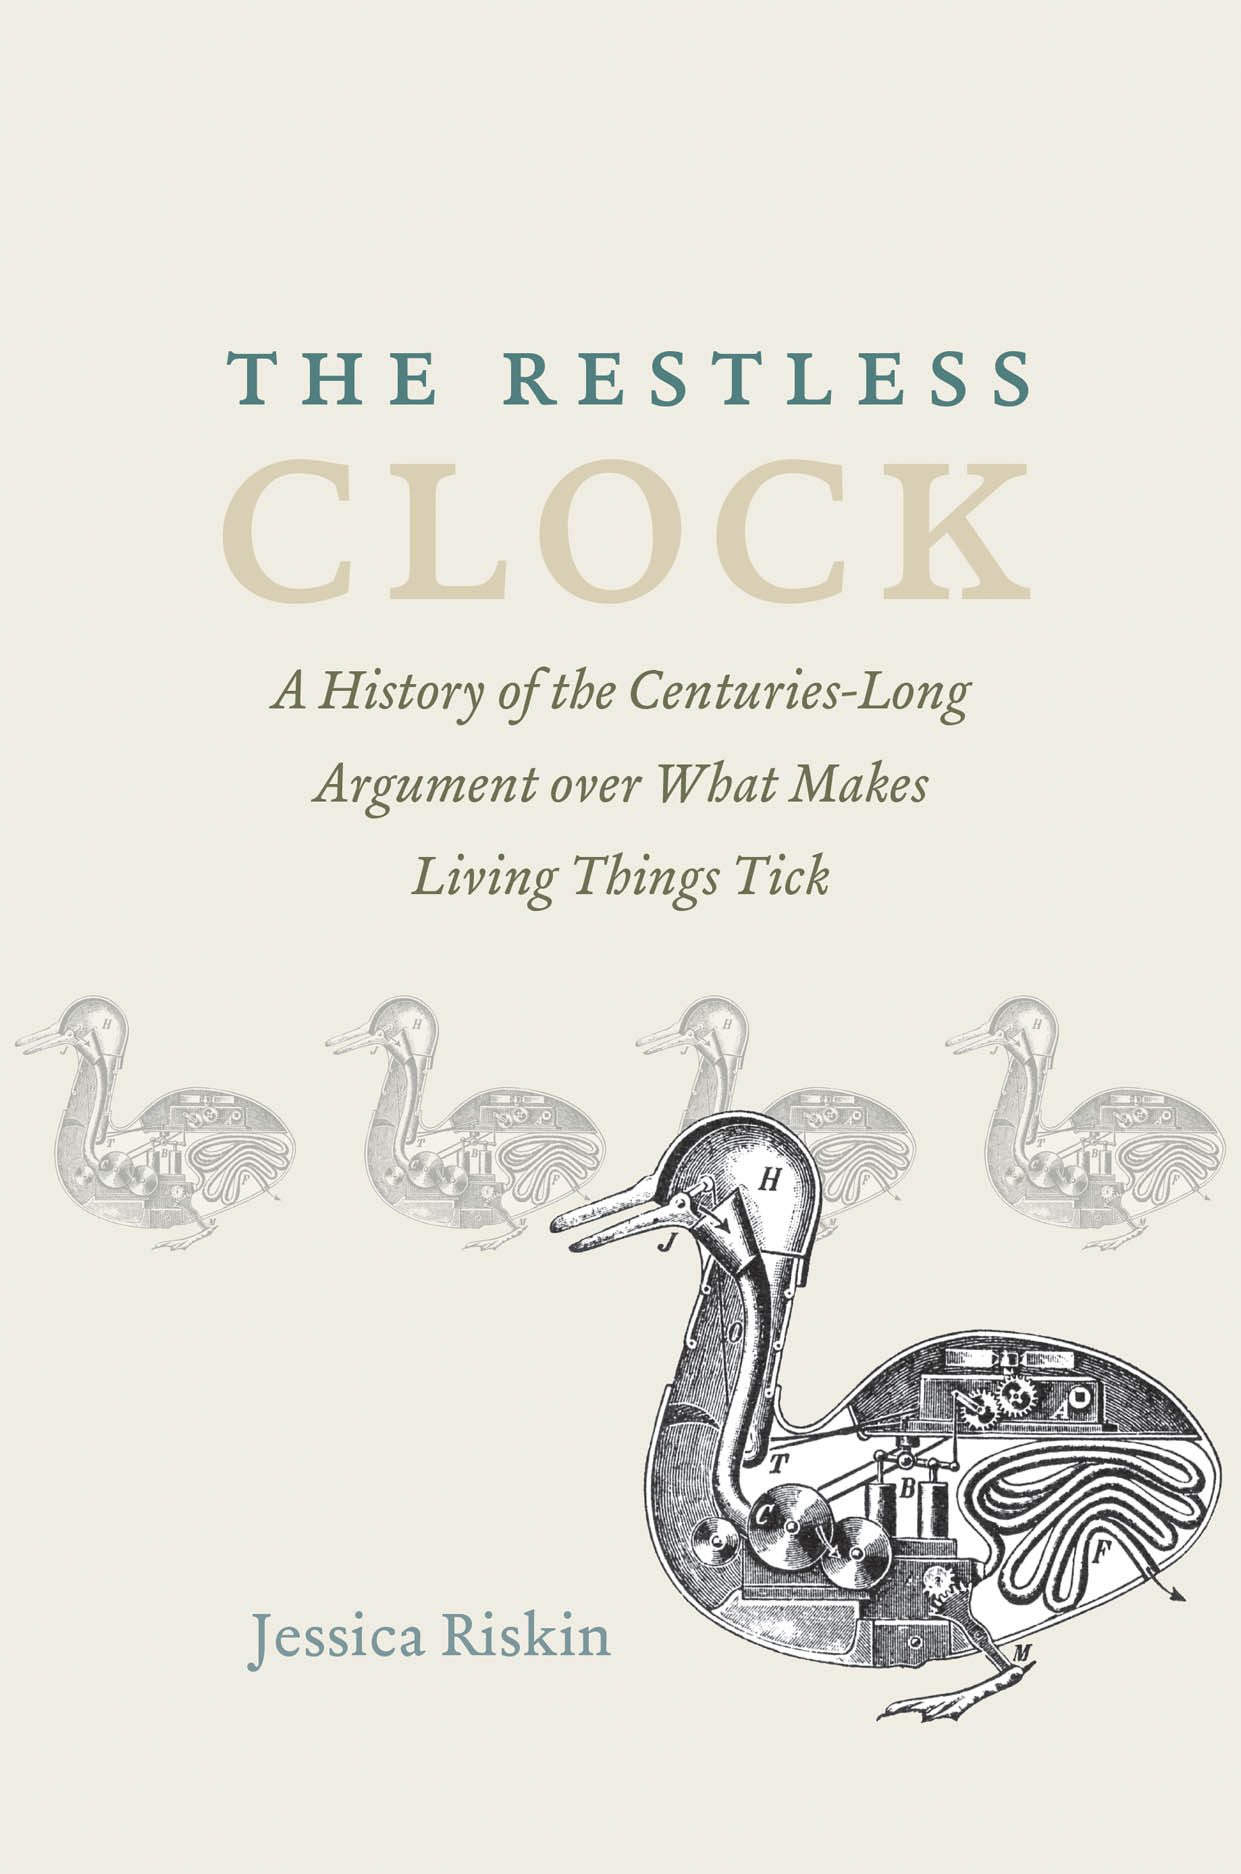 THE RESTLESS
CLOCK
A History of the Centuries-Long
Argument over What Makes
Living Things Tick
H J T A B F M
H J T A B F M
H J F M
H J T A B F M
H
J
O
A
T
B
C
F
M
Jessica Riskin